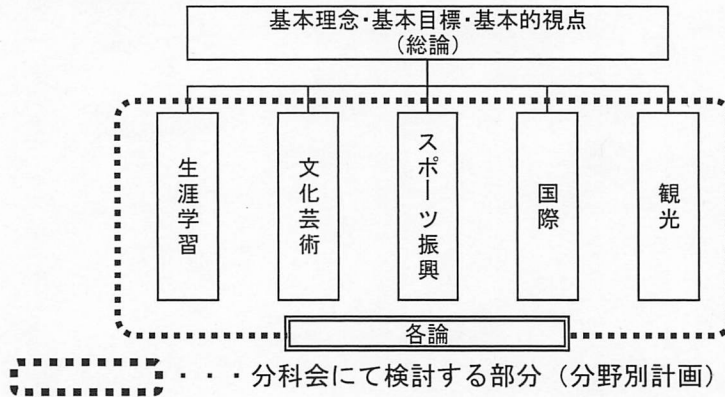 基本理念・基本目標・基本的視点
(総論)
生涯学習
文化芸術
スポーツ振興
国際
観光
各論
・・・分科会にて検討する部分（分野別計画）